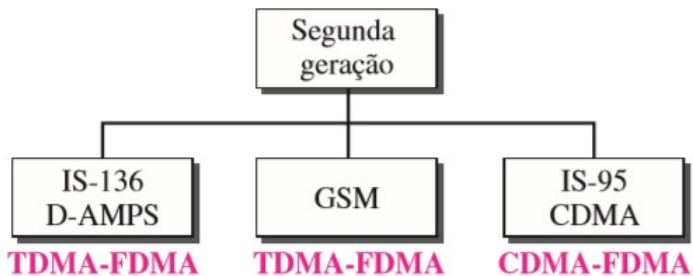 Segunda
geração
IS-136
D-AMPS
GSM
IS-95
CDMA
TDMA-FDMA
TDMA-FDMA
CDMA-FDMA